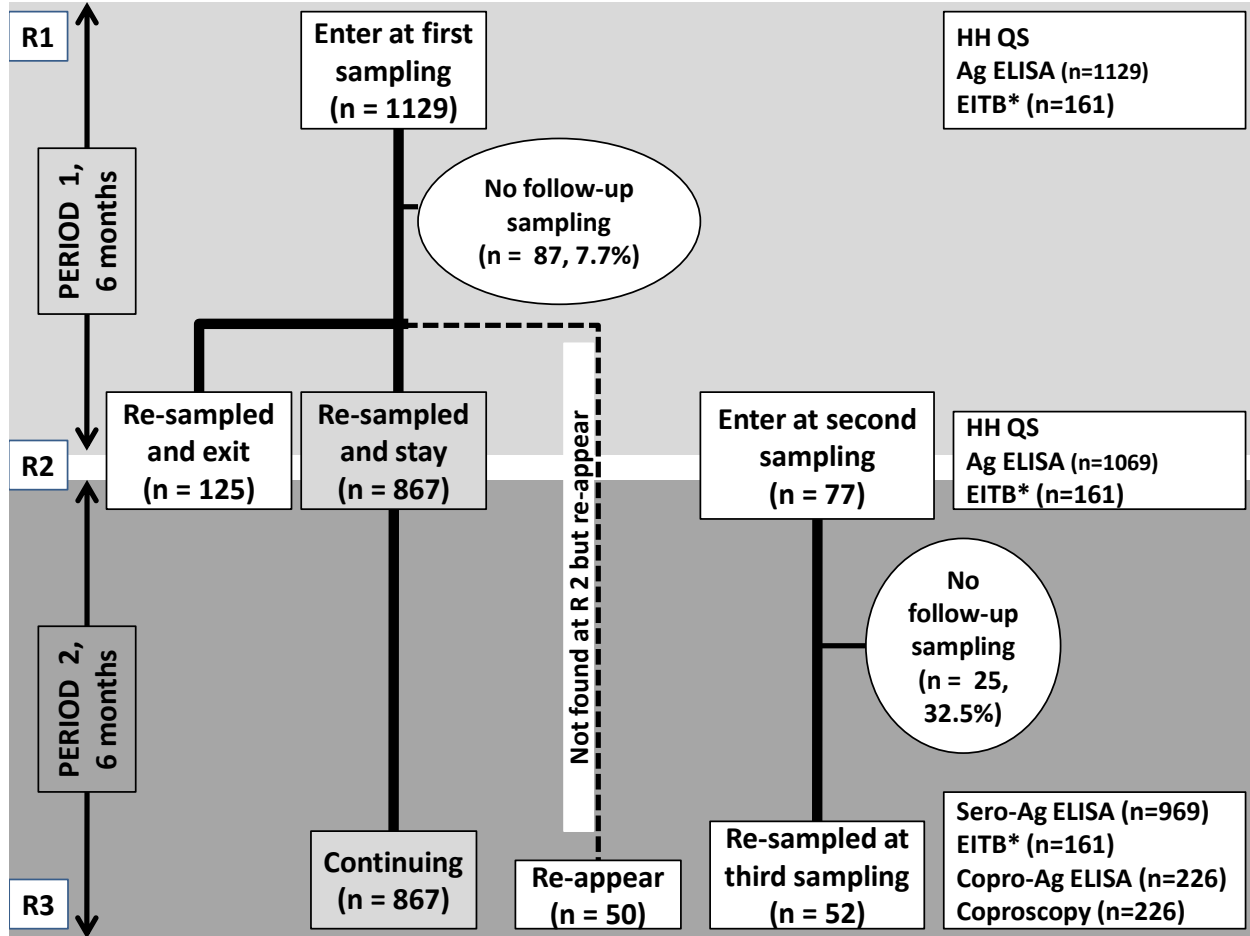 R1
Enter at first
sampling
(n = 1129)
HH QS
Ag ELISA (n=1129)
EITB* (n=161)
PERIOD 1,
6 months
No follow-up
sampling
(n = 87, 7.7%)
Re-sampled
and exit
(n = 125)
Re-sampled
and stay
(n = 867)
Not found at R 2 but re-appear
Enter at second
sampling
(n = 77)
HH QS
Ag ELISA (n=1069)
EITB* (n=161)
R2
PERIOD 2,
6 months
No
follow-up
sampling
(n = 25,
32.5%)
Continuing
(n = 867)
Re-appear
(n = 50)
Re-sampled at
third sampling
(n = 52)
Sero-Ag ELISA (n=969)
EITB* (n=161)
Copro-Ag ELISA (n=226)
Coproscopy (n=226)
R3